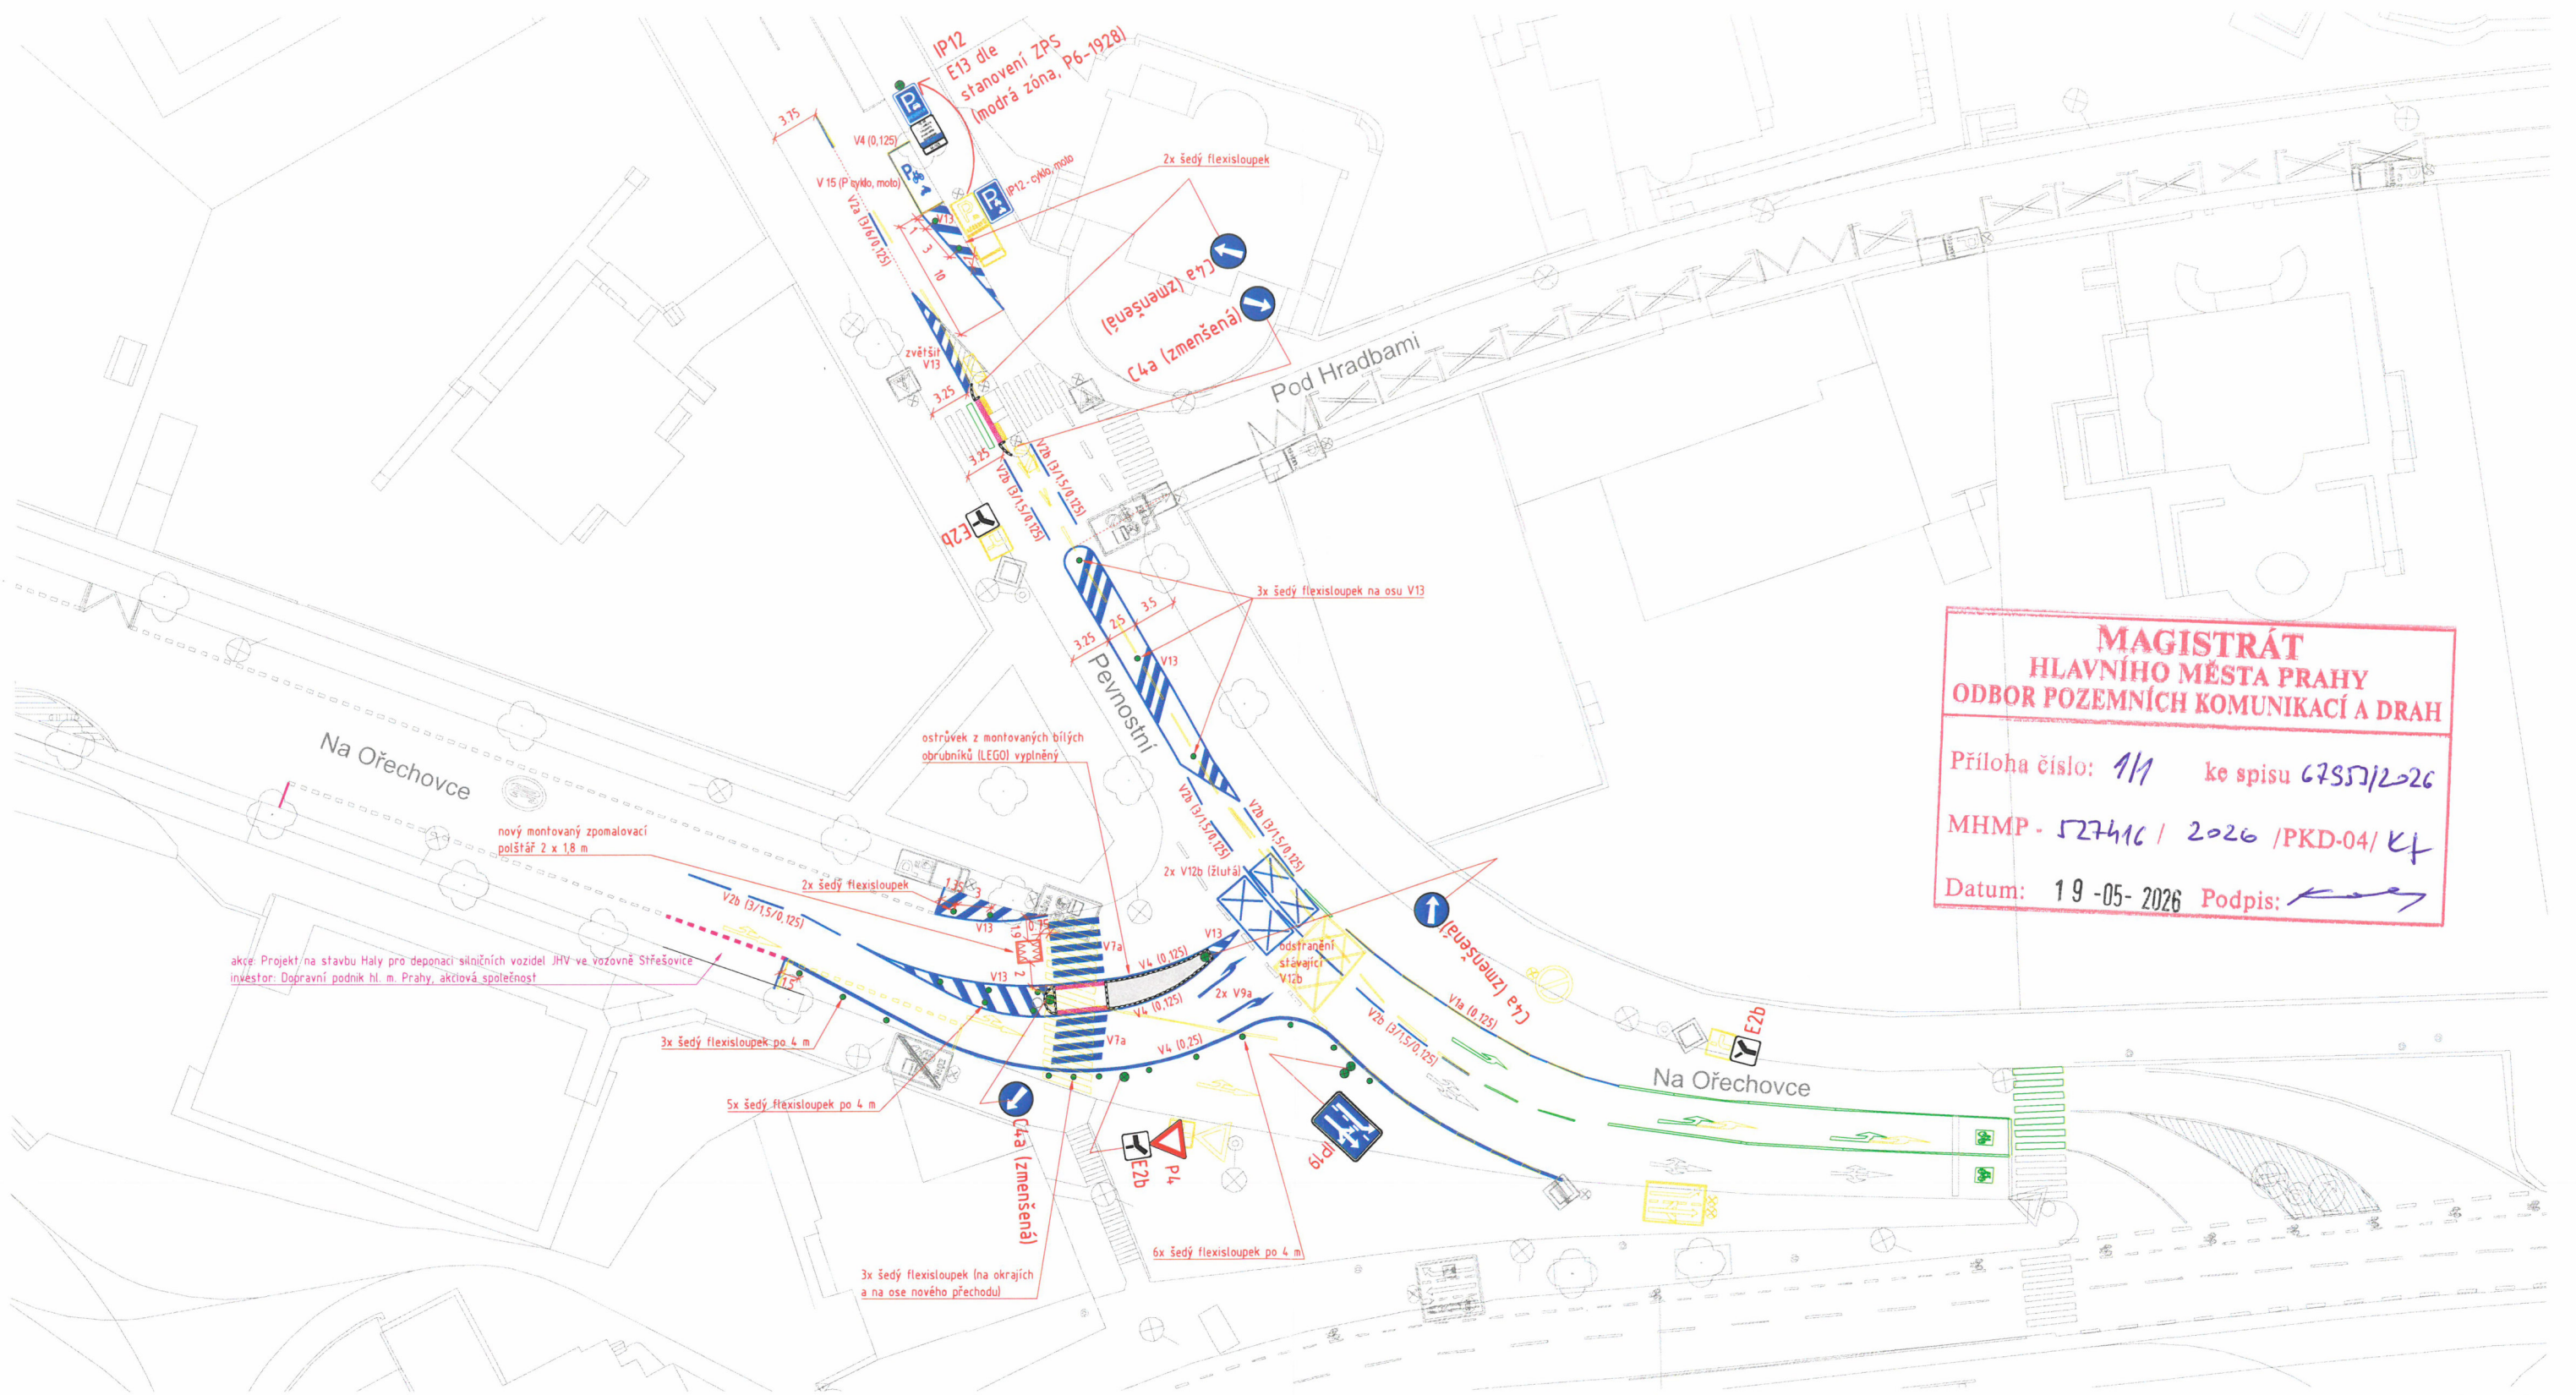 IP12
E13 dle
stanovení ZPS
(modrá zóna, P6-1928)
3.75
V4 (0,125)
V 15 (P cyklo, moto)
IP12 - cyklo, moto
2x šedý flexisloupek
V2a (3/6/0,125)
V13
1
3
10
C4a (zmenšená)
C4a (zmenšená)
zvětšit
V13
3.25
3.25
Pod Hradbami
V2b (3/1,5/0,125)
V2b (3/1,5/0,125)
E2b
3x šedý flexisloupek na osu V13
3.5
2.5
3.25
V13
Pevnostní
MAGISTRÁT
HLAVNÍHO MĚSTA PRAHY
ODBOR POZEMNÍCH KOMUNIKACÍ A DRAH
Příloha číslo: 1/1 ke spisu
MHMP - 527416 / 2026 /PKD-04/
Datum: 19 -05- 2026 Podpis:
Na Ořechovce
ostrůvek z montovaných bílých
obrubníků (LEGO) vyplněný
V2b (3/1,5/0,125)
V2b (3/1,5/0,125)
nový montovaný zpomalovací
polštář 2 x 1,8 m
2x šedý flexisloupek
2x V12b (žlutá)
1.35
3
V2b (3/1,5/0,125)
V13
0.75
1.9
V7a
V13
odstranění
stávající
V12b
C4a (zmenšená)
akce: Projekt na stavbu Haly pro deponaci silničních vozidel JHV ve vozovně Střešovice
investor: Dopravní podnik hl. m. Prahy, akciová společnost
1.5
V13
2
V4 (0,125)
V4 (0,125)
2x V9a
V1a (0,125)
V2b (3/1,5/0,125)
3x šedý flexisloupek po 4 m
V7a
V4 (0,25)
E2b
Na Ořechovce
5x šedý flexisloupek po 4 m
C4a (zmenšená)
E2b
P4
IP19
6x šedý flexisloupek po 4 m
3x šedý flexisloupek (na okrajích
a na ose nového přechodu)